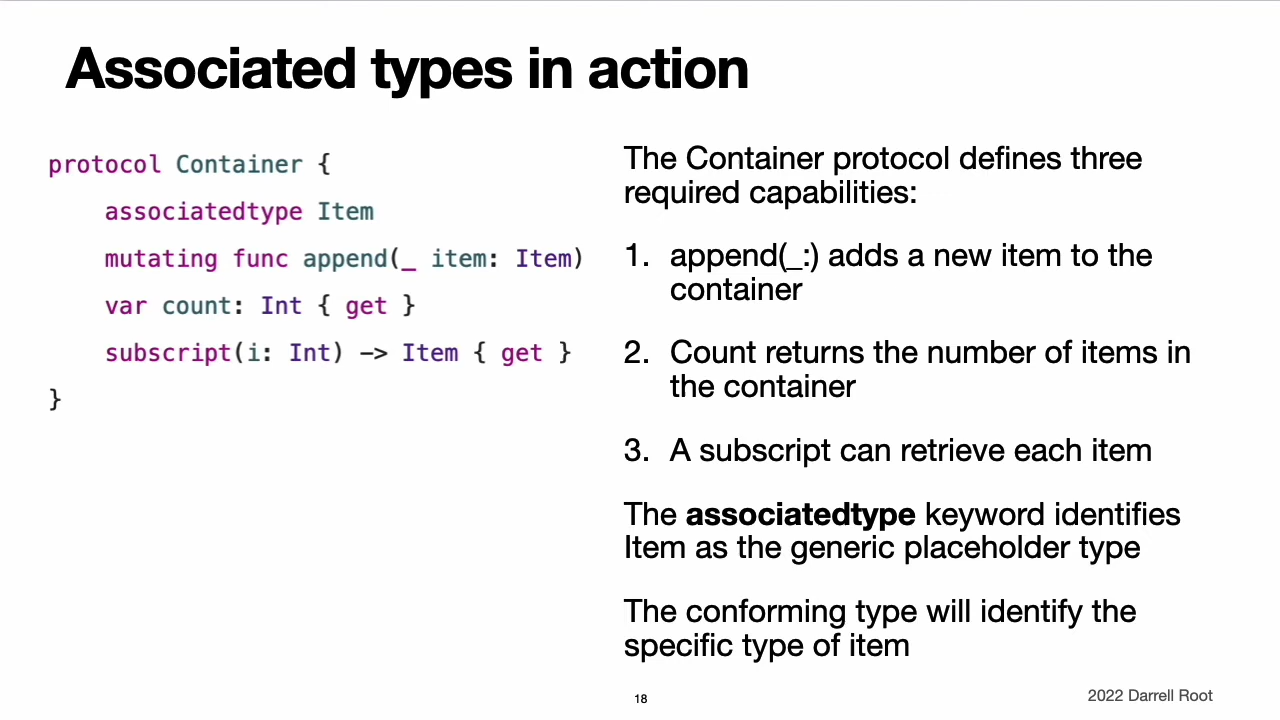 Associated types in action
protocol Container {
associatedtype Item
mutating func append(_ item: Item)
var count: Int { get }
subscript(i: Int) -> Item { get }
}
The Container protocol defines three
required capabilities:
1. append(_:) adds a new item to the
container
2. Count returns the number of items in
the container
3. A subscript can retrieve each item
The associatedtype keyword identifies
Item as the generic placeholder type
The conforming type will identify the
specific type of item
18
2022 Darrell Root